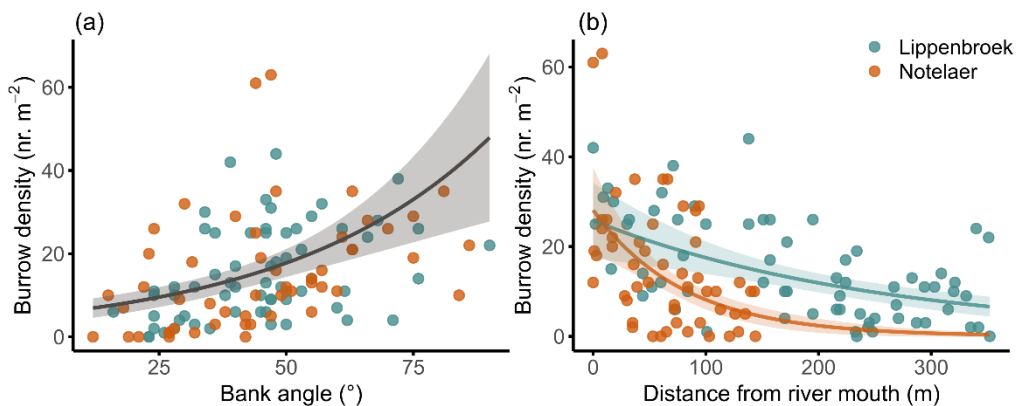 (a)
Burrow density (nr. m⁻²)
60
40
20
0
25
50
75
Bank angle (°)
(b)
Lippenbroek
Notelaer
Burrow density (nr. m⁻²)
60
40
20
0
0
100
200
300
Distance from river mouth (m)